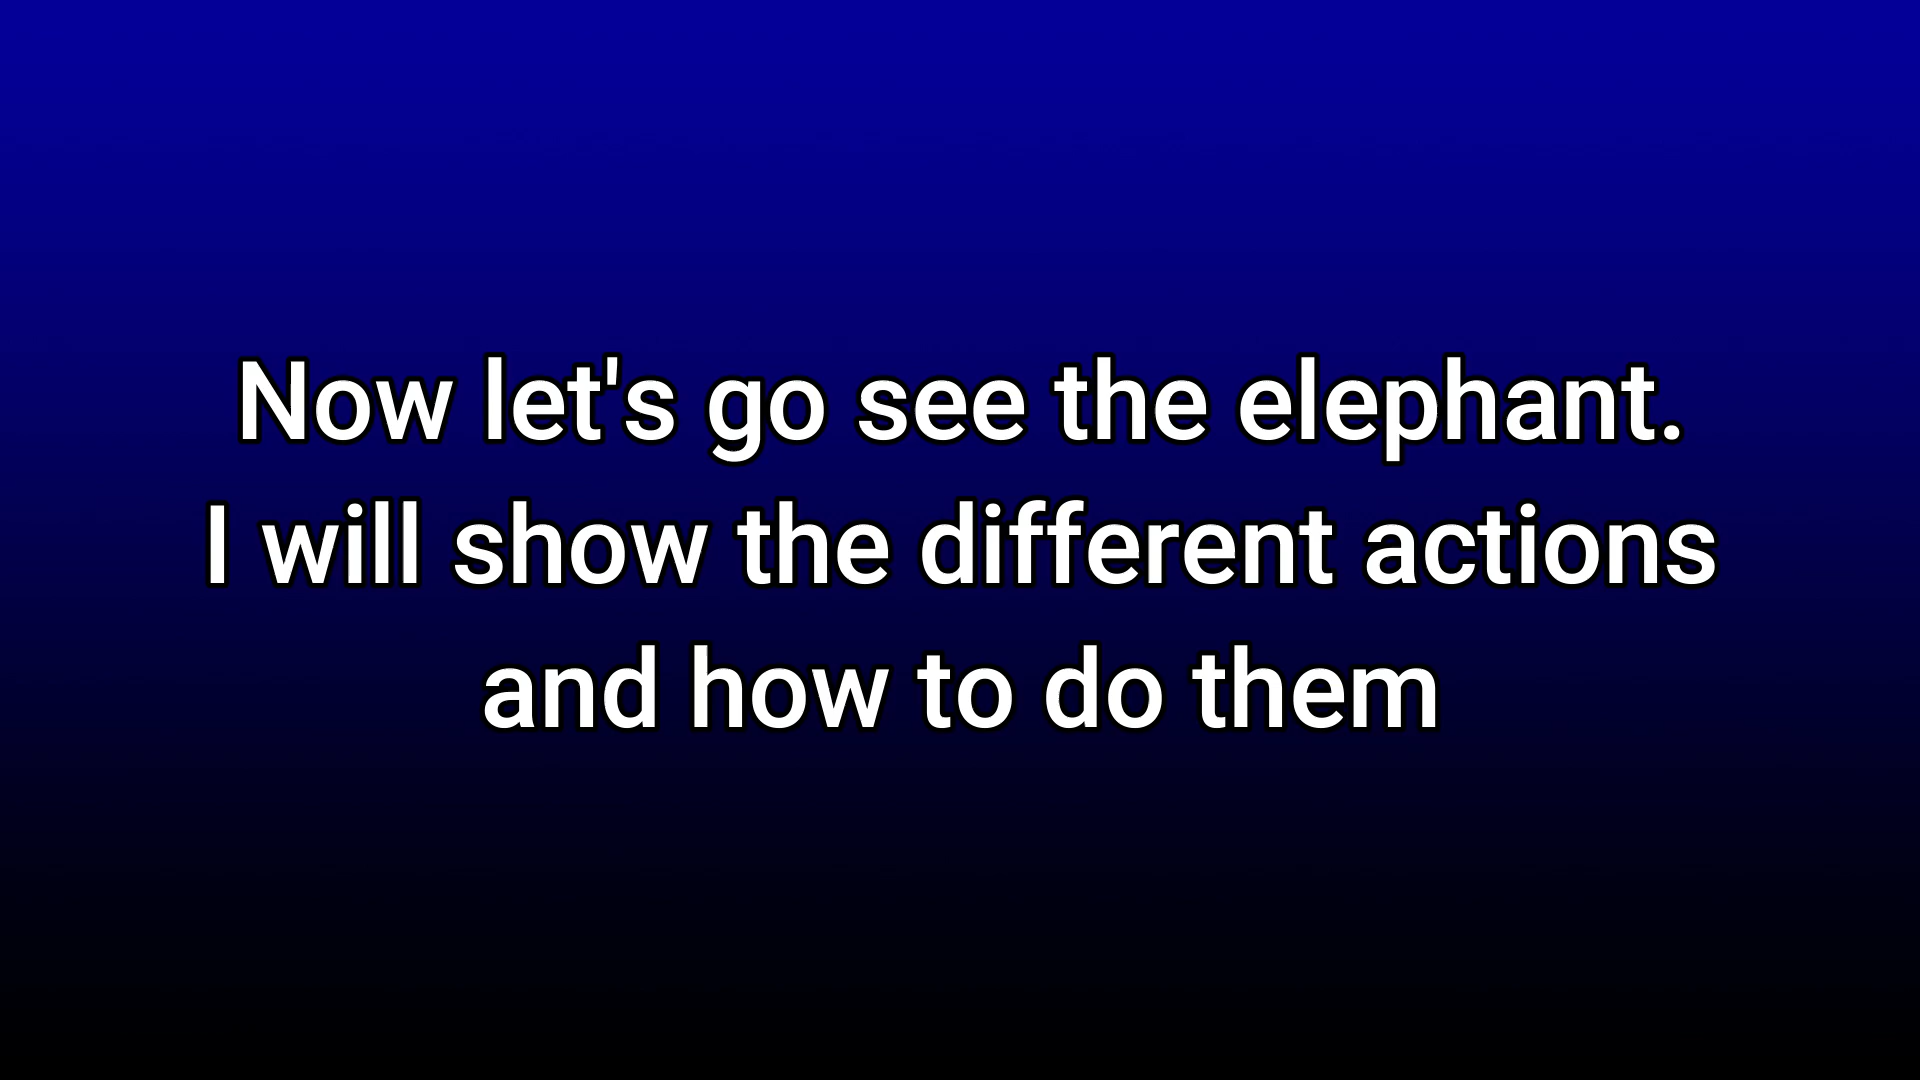 Now let's go see the elephant.
I will show the different actions
and how to do them